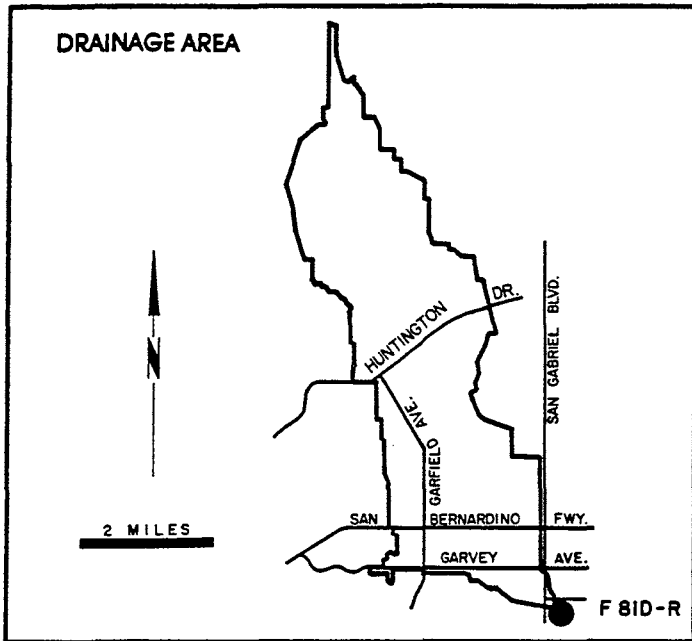 DRAINAGE AREA
N
HUNTINGTON DR.
SAN GABRIEL BLVD.
GARFIELD AVE.
SAN BERNARDINO FWY.
2 MILES
GARVEY AVE.
F 81D-R